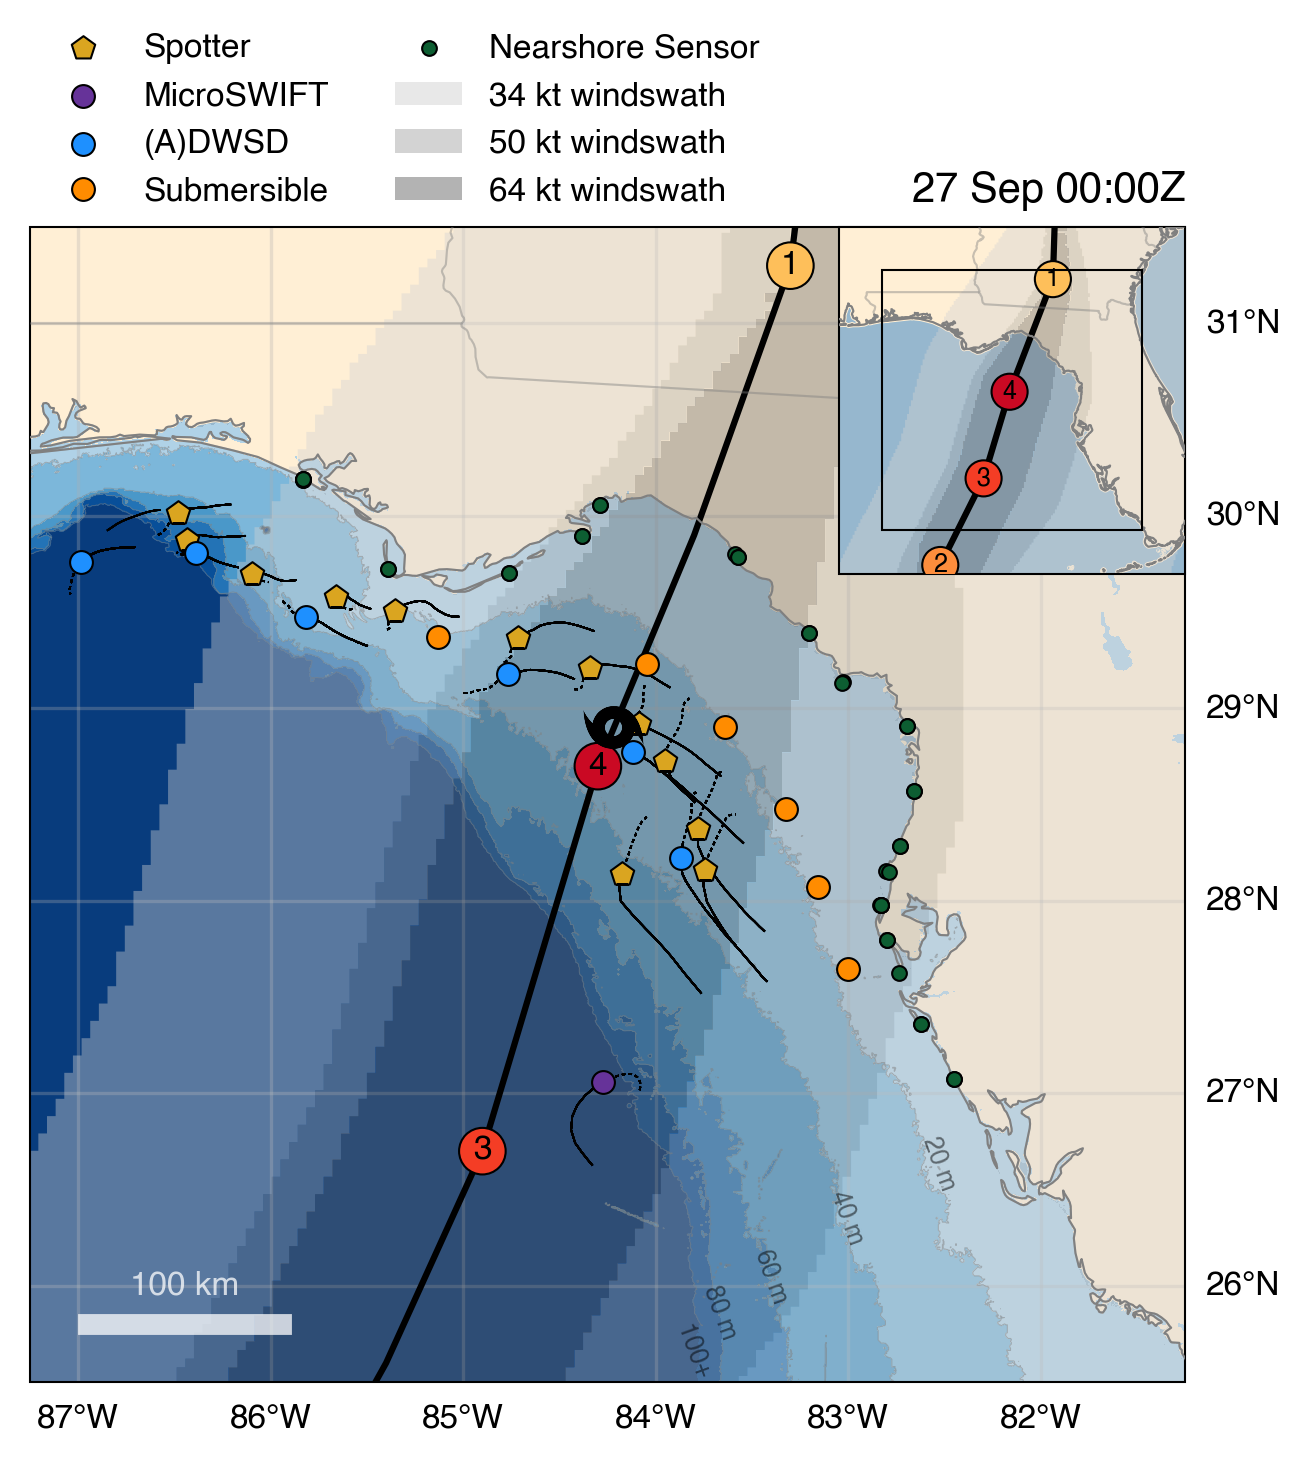 Spotter
MicroSWIFT
(A)DWSD
Submersible
Nearshore Sensor
34 kt windswath
50 kt windswath
64 kt windswath
27 Sep 00:00Z
1
1
4
3
2
4
3
31°N
30°N
29°N
28°N
27°N
26°N
20 m
40 m
60 m
80 m
100+
100 km
87°W
86°W
85°W
84°W
83°W
82°W